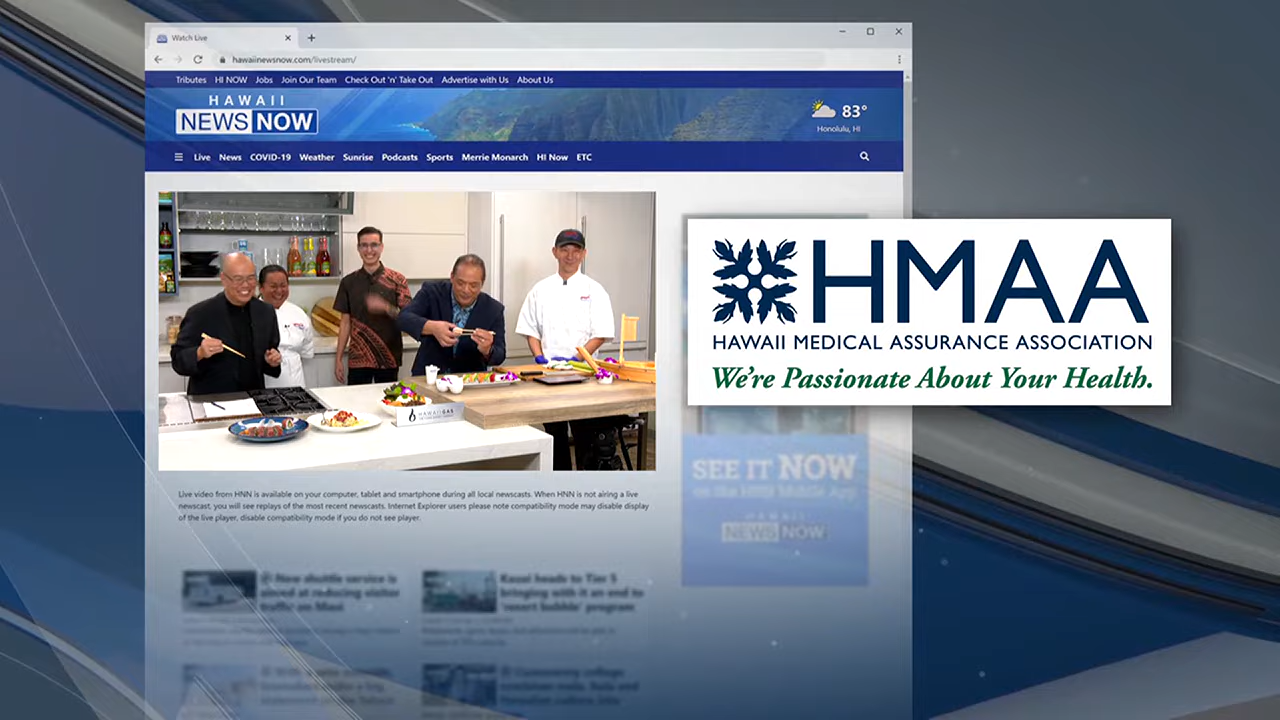 Watch Live
hawaiinewsnow.com/livestream/
Tributes HI NOW Jobs Join Our Team Check Out 'n' Take Out Advertise with Us About Us
HAWAII
NEWS NOW
83°
Honolulu, HI
Live News COVID-19 Weather Sunrise Podcasts Sports Merrie Monarch HI Now ETC
HMAA
HAWAII MEDICAL ASSURANCE ASSOCIATION
We're Passionate About Your Health.
HAWAII GAS
SEE IT NOW
on the HNN Mobile App
HAWAII
NEWS NOW
Live video from HNN is available on your computer, tablet and smartphone during all local newscasts. When HNN is not airing a live
newscast, you will see replays of the most recent newscasts. Internet Explorer users please note compatibility mode may disable display
of the live player, disable compatibility mode if you do not see player.
New shuttle service is
aimed at reducing visitor
traffic on Maui
Kauai heads to Tier 5
bringing with it an end to
'resort bubble' program